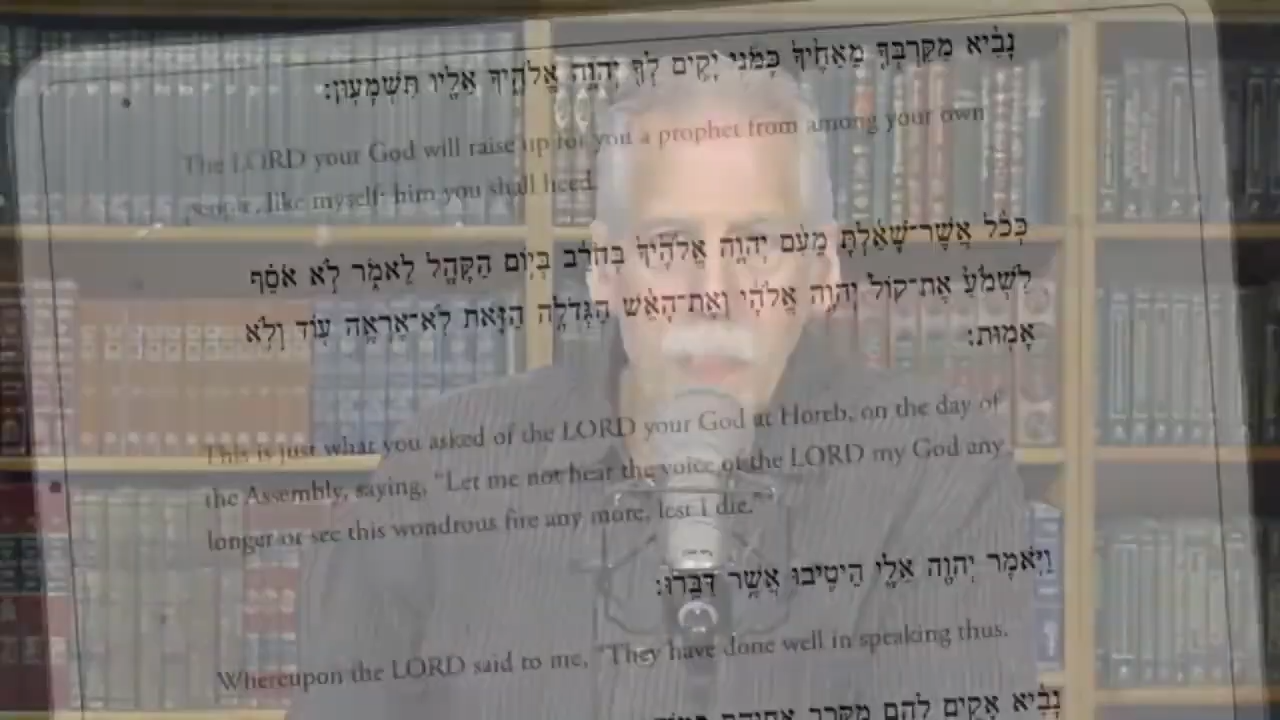 נָבִ֨יא מִקִּרְבְּךָ֤ מֵאַחֶ֙יךָ֙ כָּמֹ֔נִי יָקִ֥ים לְךָ֖ יְהוָ֣ה אֱלֹהֶ֑יךָ אֵלָ֖יו תִּשְׁמָעֽוּן׃
The LORD your God will raise up for you a prophet from among your own
like myself; him you shall heed.
כְּכֹ֨ל אֲשֶׁר־שָׁאַ֜לְתָּ מֵעִ֨ם יְהוָ֤ה אֱלֹהֶ֙יךָ֙ בְּחֹרֵ֔ב בְּי֥וֹם הַקָּהָ֖ל לֵאמֹ֑ר לֹ֣א אֹסֵ֗ף
לִשְׁמֹ֙עַ֙ אֶת־קוֹל֙ יְהוָ֣ה אֱלֹהָ֔י וְאֶת־הָאֵ֨שׁ הַגְּדֹלָ֥ה הַזֹּ֛את לֹֽא־אֶרְאֶ֥ה ע֖וֹד וְלֹ֥א
אָמֽוּת׃
This is just what you asked of the LORD your God at Horeb, on the day of
the Assembly, saying, “Let me not hear the voice of the LORD my God any
longer or see this wondrous fire any more, lest I die.”
וַיֹּ֥אמֶר יְהוָ֖ה אֵלָ֑י הֵיטִ֖יבוּ אֲשֶׁ֥ר דִּבֵּֽרוּ׃
Whereupon the LORD said to me, “They have done well in speaking thus.
נָבִ֨יא אָקִ֥ים לָהֶ֛ם מִקֶּ֥רֶב